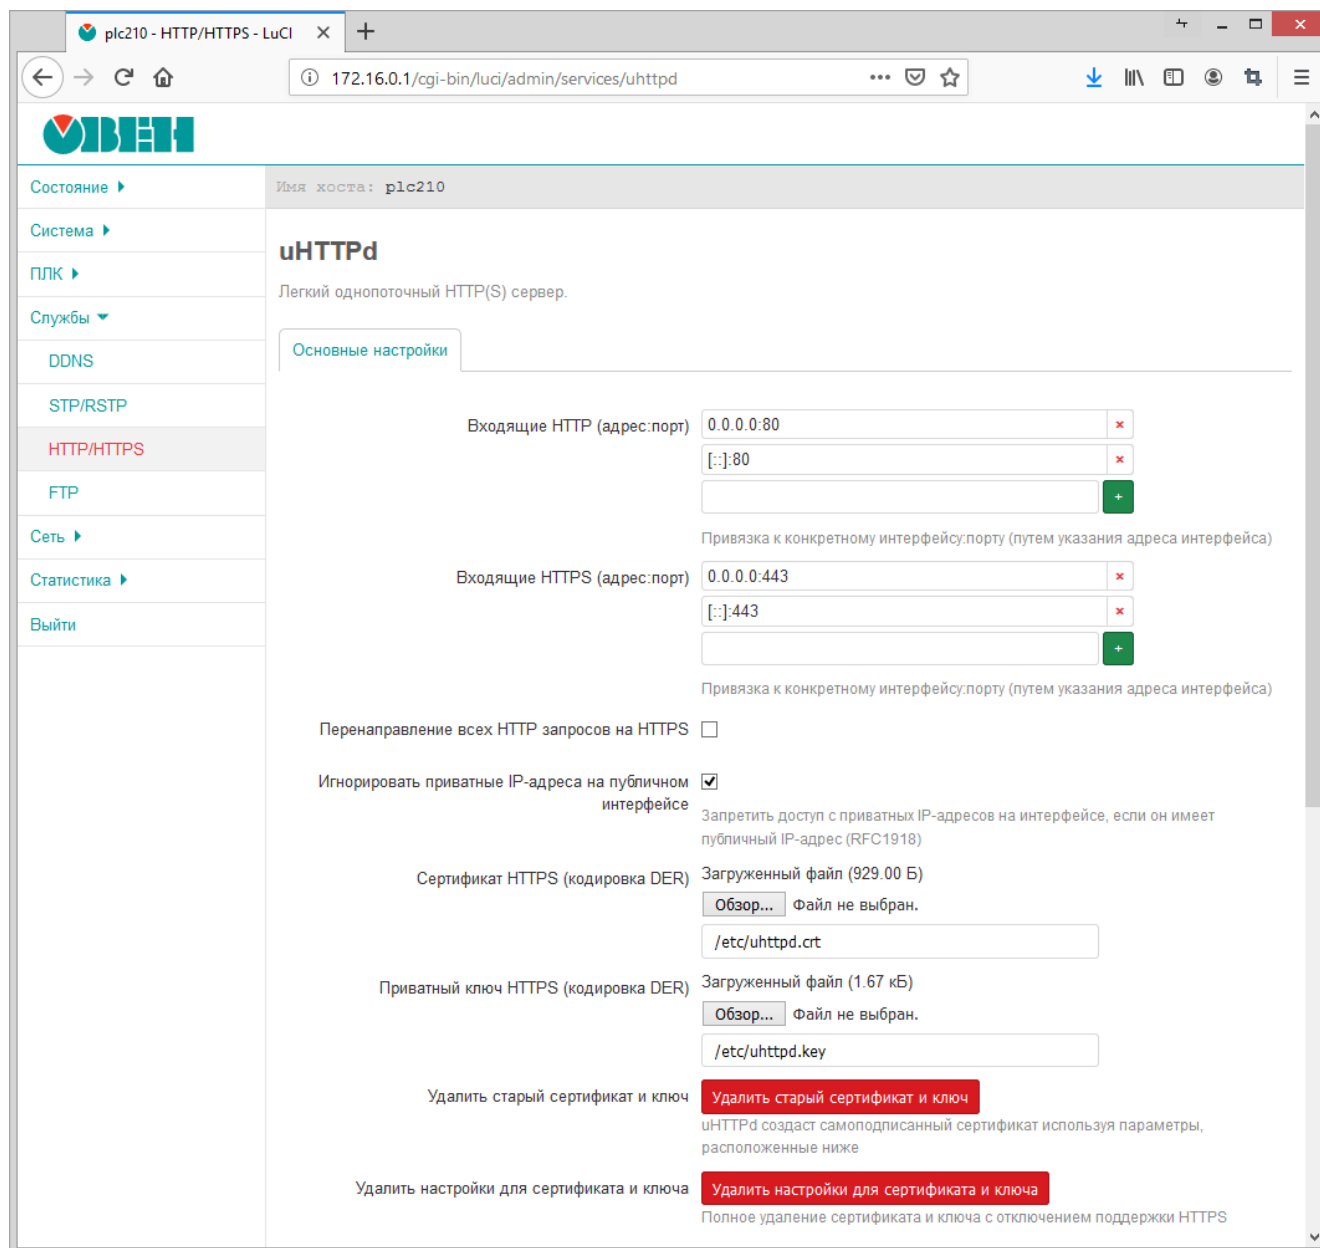 plc210 - HTTP/HTTPS - LuCI
172.16.0.1/cgi-bin/luci/admin/services/uhttpd
ОВЕН
Состояние
Система
ПЛК
Службы
DDNS
STP/RSTP
HTTP/HTTPS
FTP
Сеть
Статистика
Выйти
Имя хоста: plc210
uHTTPd
Легкий однопоточный HTTP(S) сервер.
Основные настройки
Входящие HTTP (адрес:порт)
0.0.0.0:80
[::]:80
Привязка к конкретному интерфейсу:порту (путем указания адреса интерфейса)
Входящие HTTPS (адрес:порт)
0.0.0.0:443
[::]:443
Привязка к конкретному интерфейсу:порту (путем указания адреса интерфейса)
Перенаправление всех HTTP запросов на HTTPS
Игнорировать приватные IP-адреса на публичном
интерфейсе
Запретить доступ с приватных IP-адресов на интерфейсе, если он имеет
публичный IP-адрес (RFC1918)
Сертификат HTTPS (кодировка DER)
Загруженный файл (929.00 Б)
Обзор... Файл не выбран.
/etc/uhttpd.crt
Приватный ключ HTTPS (кодировка DER)
Загруженный файл (1.67 кБ)
Обзор... Файл не выбран.
/etc/uhttpd.key
Удалить старый сертификат и ключ
Удалить старый сертификат и ключ
uHTTPd создаст самоподписанный сертификат используя параметры,
расположенные ниже
Удалить настройки для сертификата и ключа
Удалить настройки для сертификата и ключа
Полное удаление сертификата и ключа с отключением поддержки HTTPS